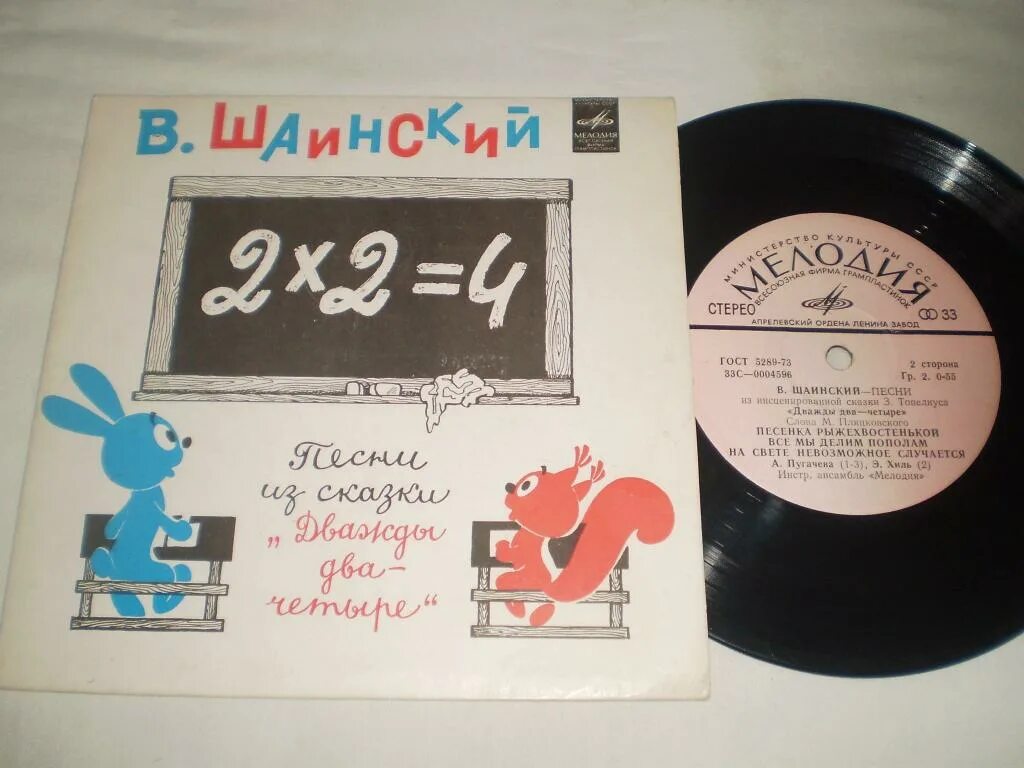 В. ШАИНСКИЙ
МЕЛОДИЯ
2×2=4
Песни
из сказки
„Дважды
два—
четыре“
МИНИСТЕРСТВО КУЛЬТУРЫ СССР
МЕЛОДИЯ
ВСЕСОЮЗНАЯ ФИРМА ГРАМПЛАСТИНОК
СТЕРЕО
33
АПРЕЛЕВСКИЙ ОРДЕНА ЛЕНИНА ЗАВОД
ГОСТ 5289-73
2 сторона
33С—0004596
Гр. 2. 0-55
В. ШАИНСКИЙ—ПЕСНИ
из инсценированной сказки З. Топелиуса
«Дважды два—четыре»
Слова М. Пляцковского
ПЕСЕНКА РЫЖЕХВОСТЕНЬКОЙ
ВСЕ МЫ ДЕЛИМ ПОПОЛАМ
НА СВЕТЕ НЕВОЗМОЖНОЕ СЛУЧАЕТСЯ
А. Пугачева (1-3), Э. Хиль (2)
Инстр. ансамбль «Мелодия»